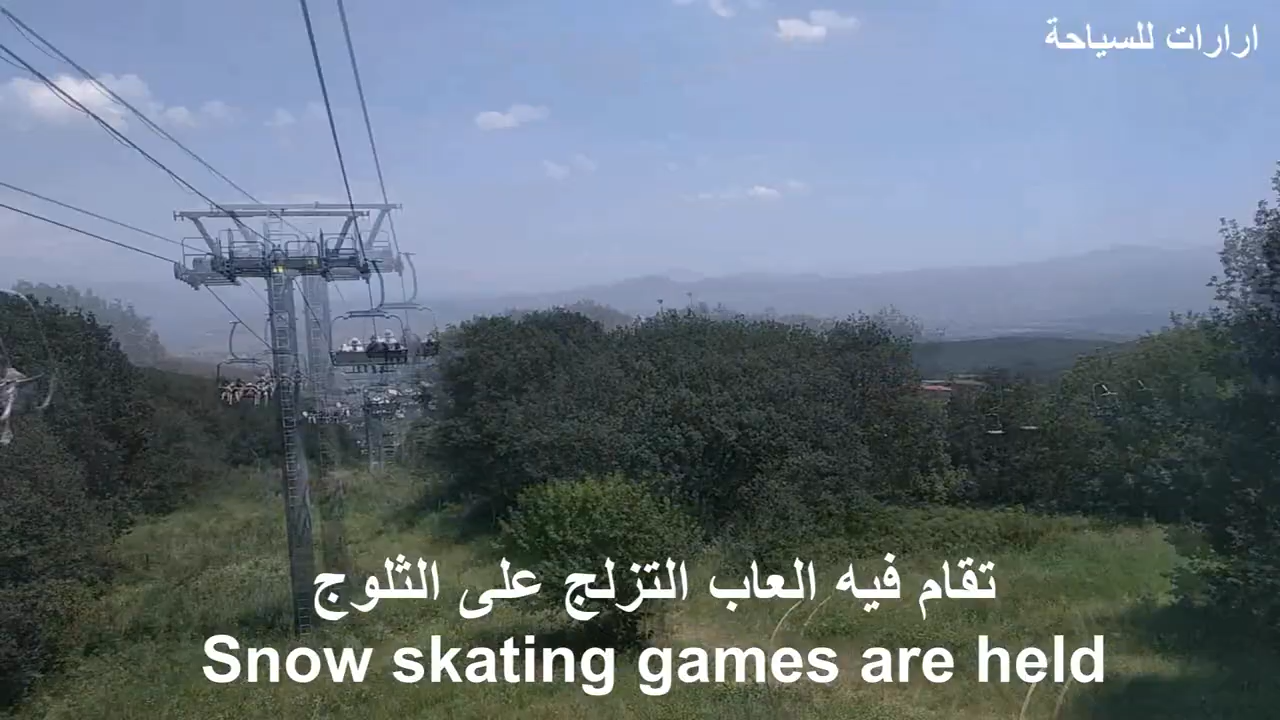 ارارات للسياحة
تقام فيه العاب التزلج على الثلوج
Snow skating games are held